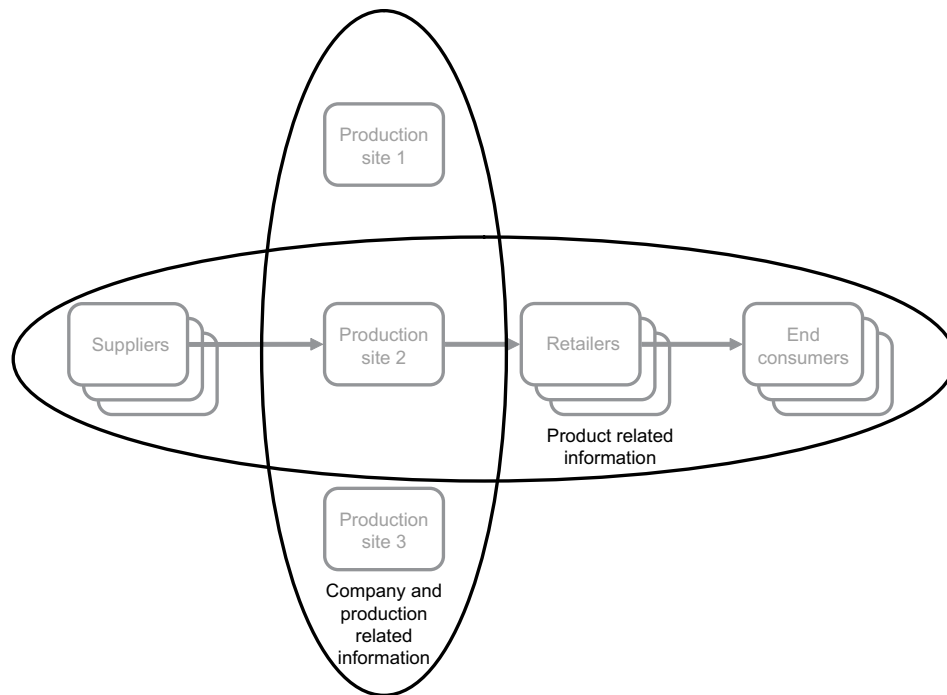 Production
site 1
Suppliers
Production
site 2
Retailers
End
consumers
Product related
information
Production
site 3
Company and
production
related
information